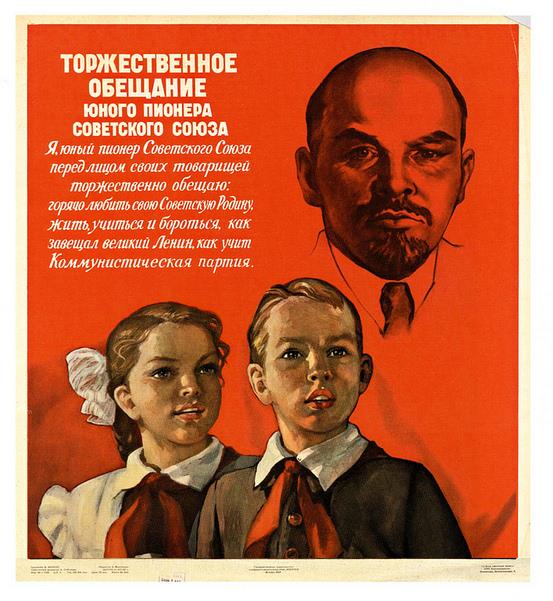 ТОРЖЕСТВЕННОЕ
ОБЕЩАНИЕ
ЮНОГО ПИОНЕРА
СОВЕТСКОГО СОЮЗА
Я, юный пионер Советского Союза
перед лицом своих товарищей
торжественно обещаю:
горячо любить свою Советскую Родину,
жить, учиться и бороться, как
завещал великий Ленин, как учит
Коммунистическая партия.